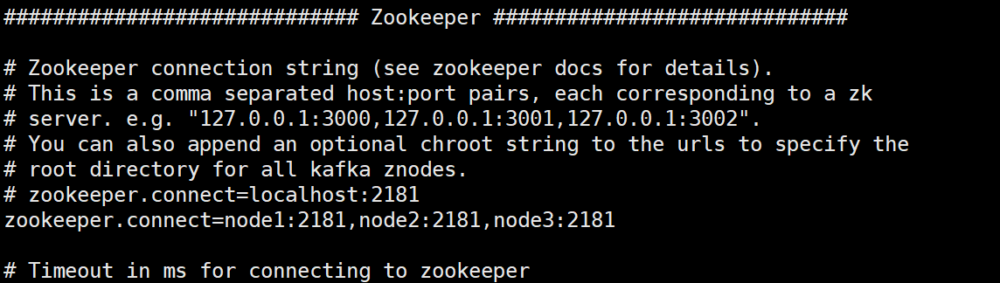 ############################# Zookeeper #############################
# Zookeeper connection string (see zookeeper docs for details).
# This is a comma separated host:port pairs, each corresponding to a zk
# server. e.g. "127.0.0.1:3000,127.0.0.1:3001,127.0.0.1:3002".
# You can also append an optional chroot string to the urls to specify the
# root directory for all kafka znodes.
# zookeeper.connect=localhost:2181
zookeeper.connect=node1:2181,node2:2181,node3:2181
# Timeout in ms for connecting to zookeeper